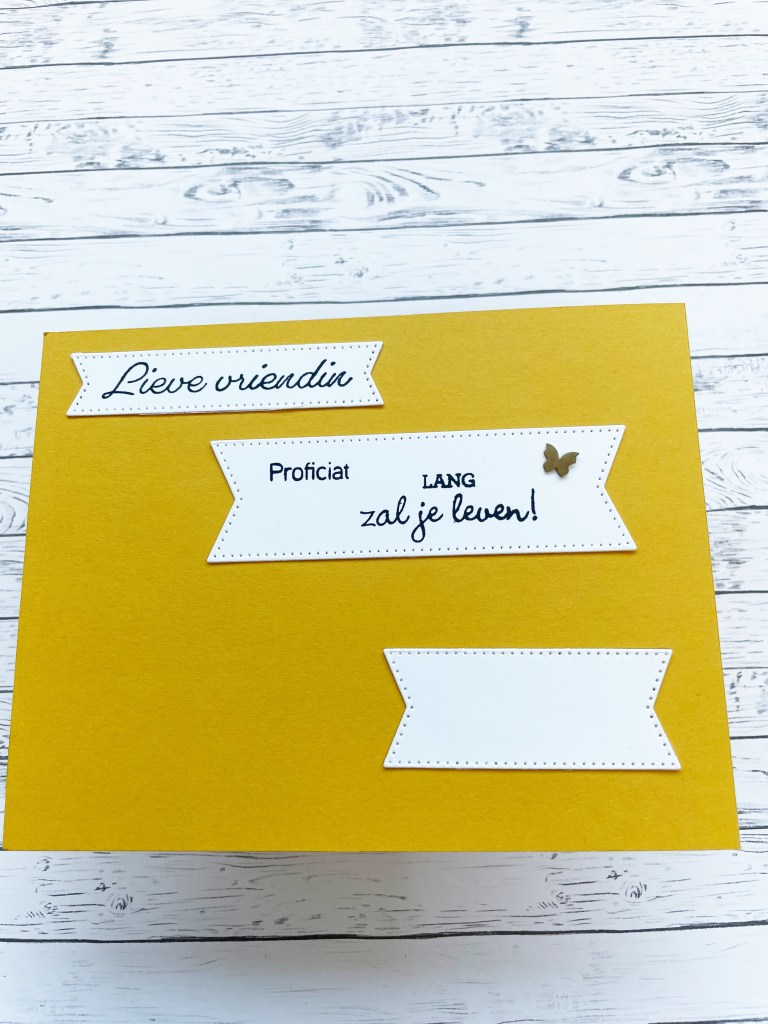 Lieve vriendin
Proficiat
LANG
zal je leven!